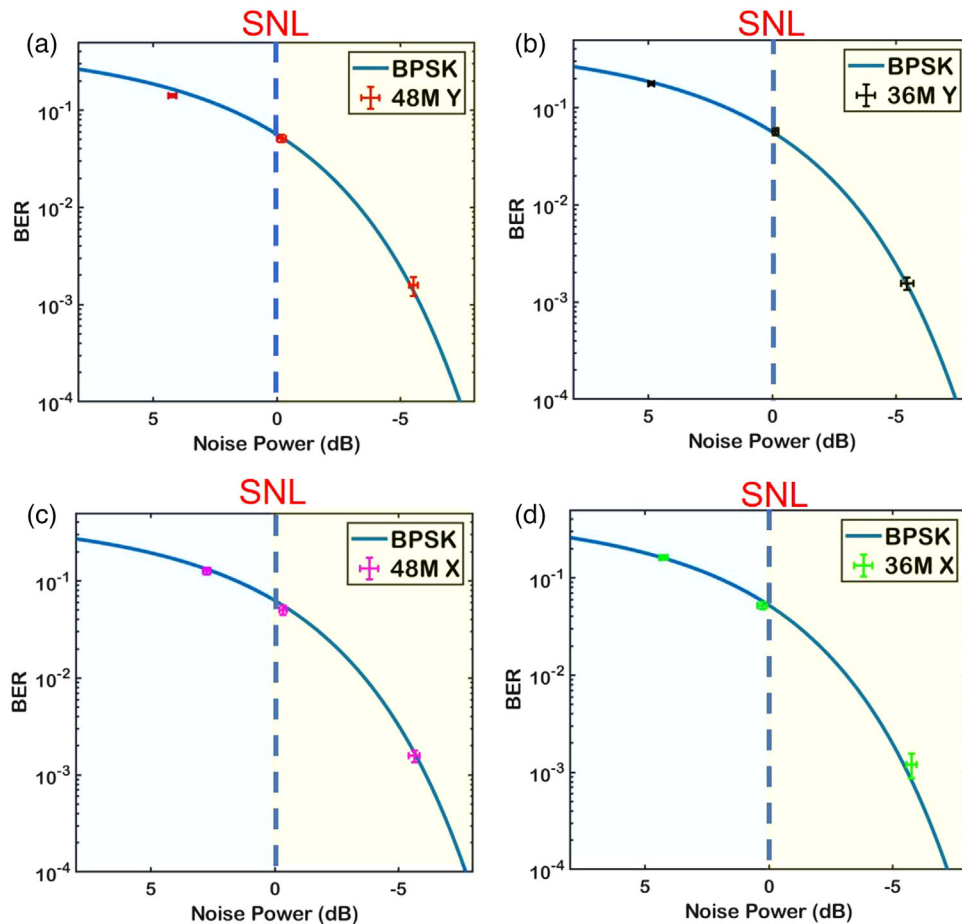 SNL
(a)
BPSK
48M Y
10^-1
10^-2
10^-3
10^-4
BER
5
0
-5
Noise Power (dB)
SNL
(b)
BPSK
36M Y
10^-1
10^-2
10^-3
10^-4
BER
5
0
-5
Noise Power (dB)
SNL
(c)
BPSK
48M X
10^-1
10^-2
10^-3
10^-4
BER
5
0
-5
Noise Power (dB)
SNL
(d)
BPSK
36M X
10^-1
10^-2
10^-3
10^-4
BER
5
0
-5
Noise Power (dB)